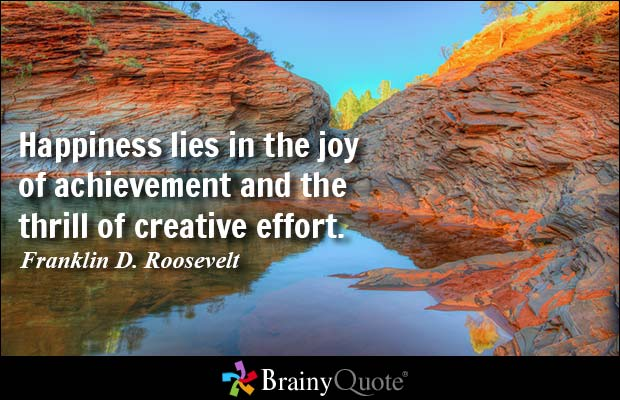 Happiness lies in the joy
of achievement and the
thrill of creative effort.
Franklin D. Roosevelt
BrainyQuote®